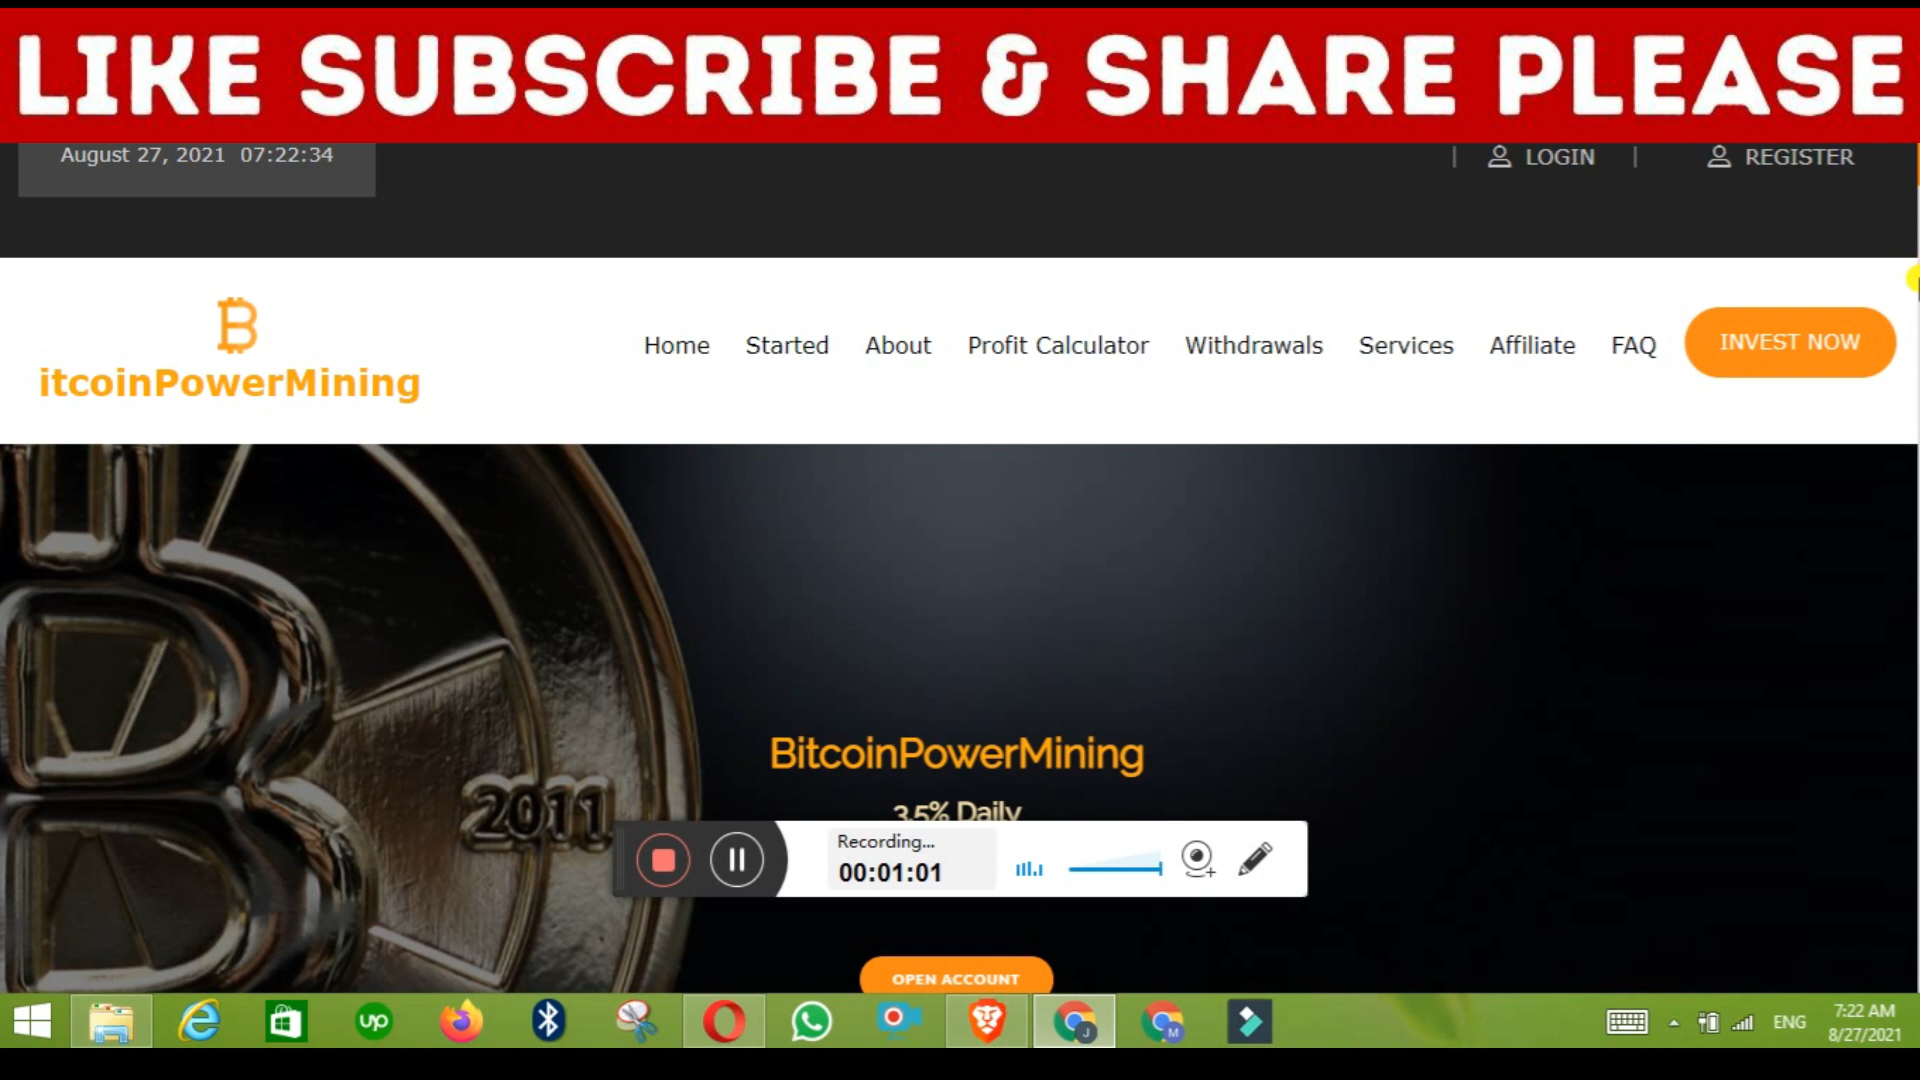 LIKE SUBSCRIBE & SHARE PLEASE
August 27, 2021 07:22:34
| LOGIN | REGISTER
B
itcoinPowerMining
Home Started About Profit Calculator Withdrawals Services Affiliate FAQ INVEST NOW
BitcoinPowerMining
3.5% Daily
2011
Recording...
00:01:01
OPEN ACCOUNT
up
J
M
ENG
7:22 AM
8/27/2021